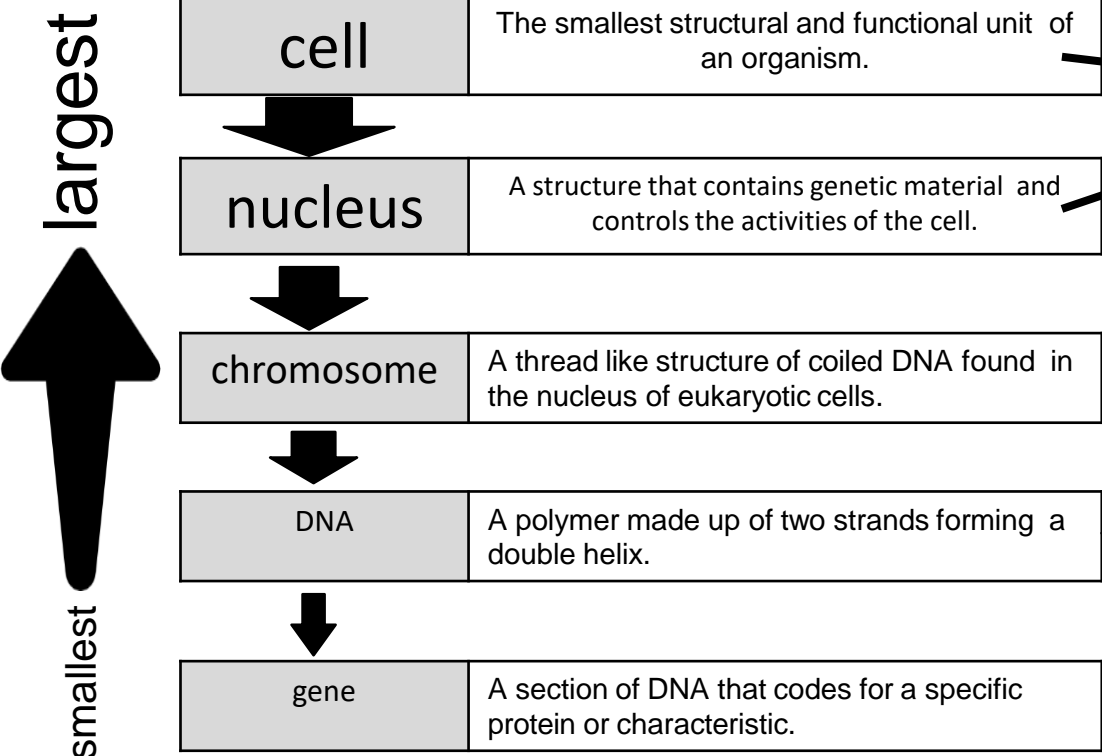 largest
cell
The smallest structural and functional unit of
an organism.
nucleus
A structure that contains genetic material and
controls the activities of the cell.
chromosome
A thread like structure of coiled DNA found in
the nucleus of eukaryotic cells.
DNA
A polymer made up of two strands forming a
double helix.
smallest
gene
A section of DNA that codes for a specific
protein or characteristic.